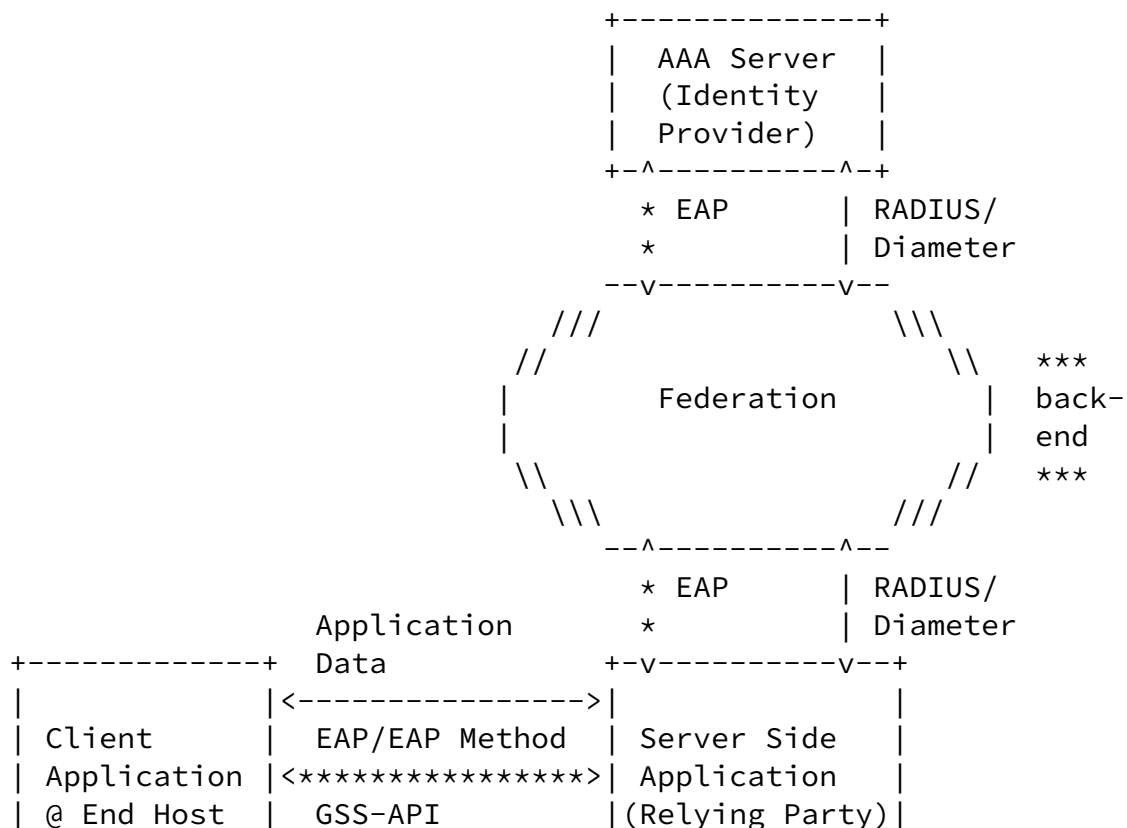 +--------------+
                                 |  AAA Server  |
                                 |  (Identity   |
                                 |  Provider)   |
                                 +-^----------^-+
                                   * EAP      | RADIUS/
                                   *          | Diameter
                                 --v----------v--
                              ///                \\\
                            //                      \\   ***
                           |        Federation        |  back-
                           |                          |  end
                            \\                      //   ***
                              \\\                ///
                                 --^----------^--
                                   * EAP      | RADIUS/
                 Application       *          | Diameter
+-------------+  Data            +-v----------v--+
|             |<---------------->|               |
| Client      |  EAP/EAP Method  | Server Side   |
| Application |<****************>| Application   |
| @ End Host  |  GSS-API         |(Relying Party)|